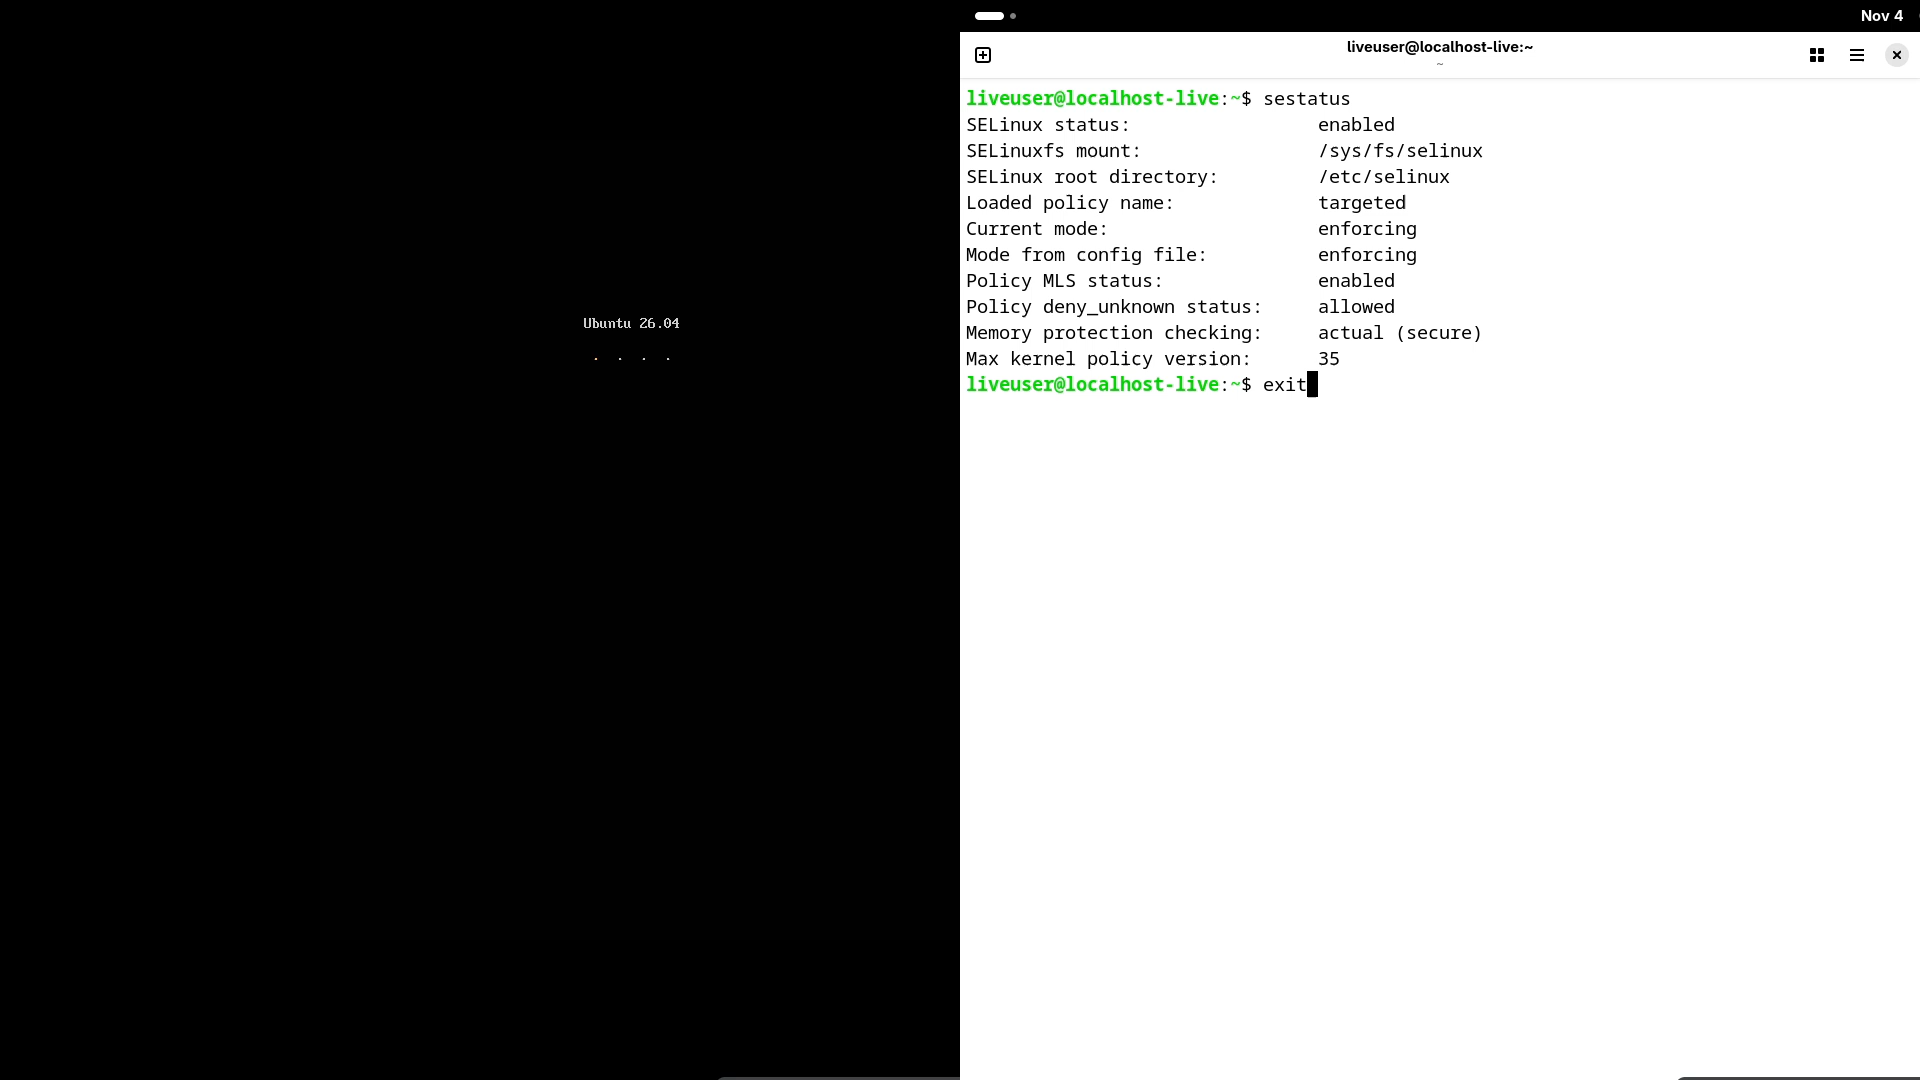 Ubuntu 26.04
Nov 4
liveuser@localhost-live:~
~
liveuser@localhost-live:~$ sestatus
SELinux status:                 enabled
SELinuxfs mount:                /sys/fs/selinux
SELinux root directory:         /etc/selinux
Loaded policy name:             targeted
Current mode:                   enforcing
Mode from config file:          enforcing
Policy MLS status:              enabled
Policy deny_unknown status:     allowed
Memory protection checking:     actual (secure)
Max kernel policy version:      35
liveuser@localhost-live:~$ exit